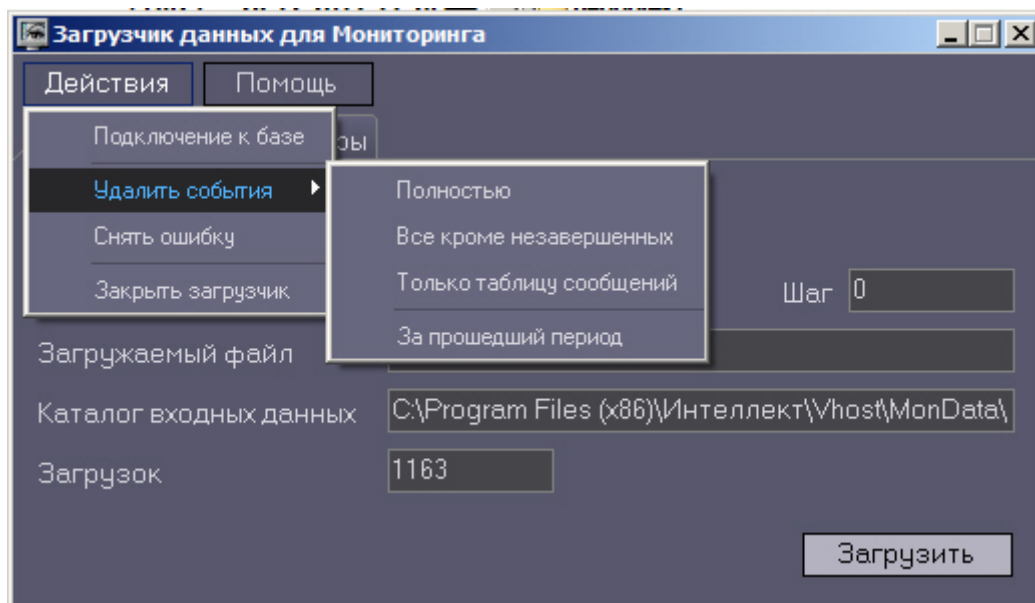 Загрузчик данных для Мониторинга
Действия Помощь
Подключение к базе
Удалить события
Снять ошибку
Закрыть загрузчик
Полностью
Все кроме незавершенных
Только таблицу сообщений
За прошедший период
Шаг 0
Загружаемый файл
Каталог входных данных C:\Program Files (x86)\Интеллект\Vhost\MonData\
Загрузок 1163
Загрузить